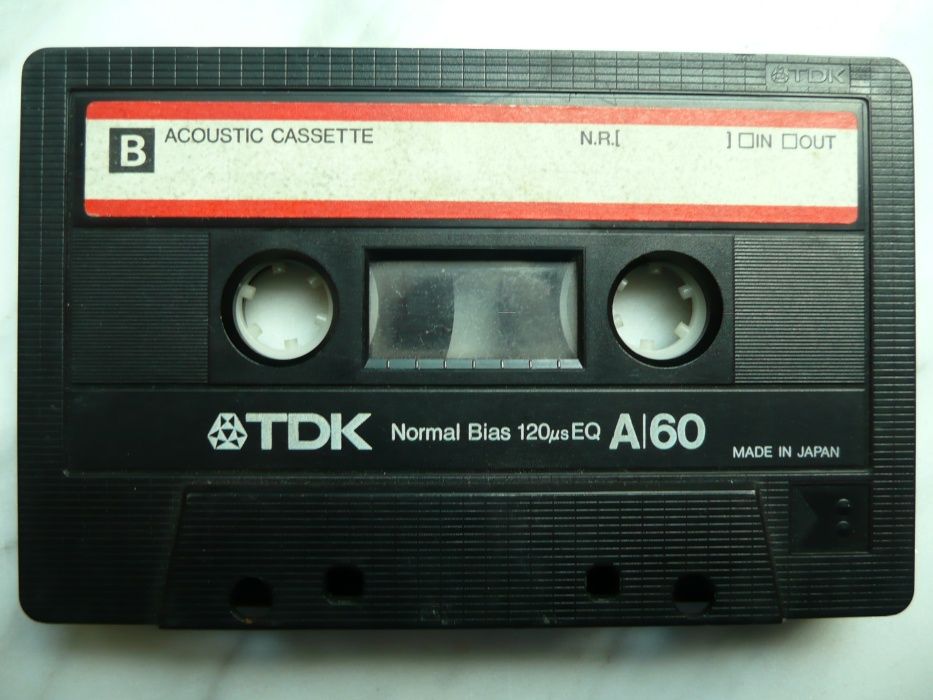 TDK
B ACOUSTIC CASSETTE N.R.[ ] □IN □OUT
TDK Normal Bias 120µs EQ A|60
MADE IN JAPAN